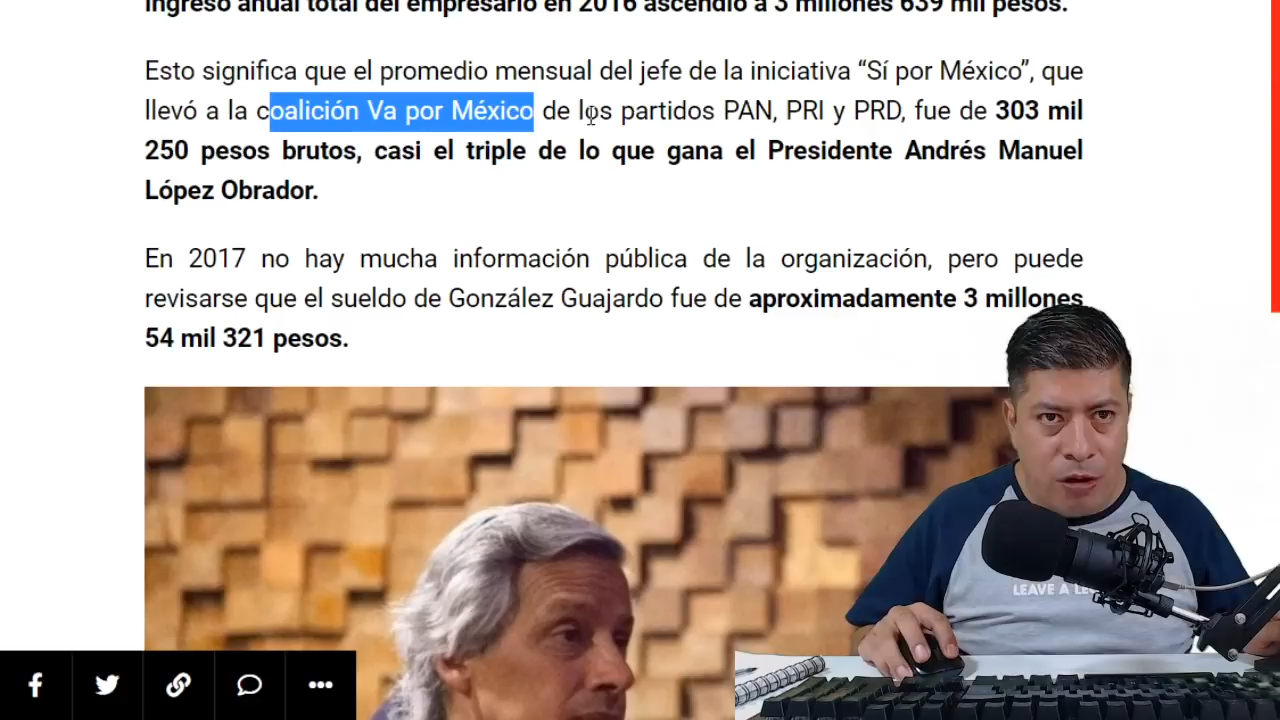 ingreso anual total del empresario en 2016 ascendió a 3 millones 639 mil pesos.
Esto significa que el promedio mensual del jefe de la iniciativa “Sí por México”, que
llevó a la coalición Va por México de los partidos PAN, PRI y PRD, fue de 303 mil
250 pesos brutos, casi el triple de lo que gana el Presidente Andrés Manuel
López Obrador.
En 2017 no hay mucha información pública de la organización, pero puede
revisarse que el sueldo de González Guajardo fue de aproximadamente 3 millones
54 mil 321 pesos.
LEAVE A